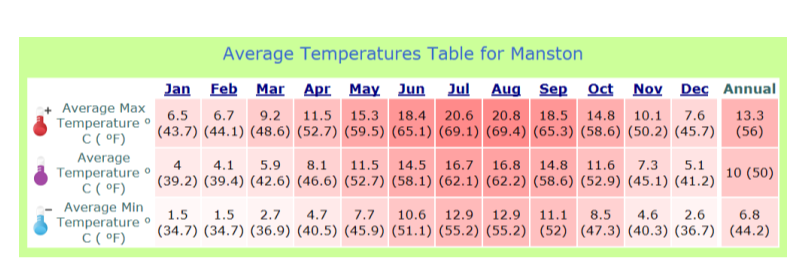 Average Temperatures Table for Manston
Jan Feb Mar Apr May Jun Jul Aug Sep Oct Nov Dec Annual
+ Average Max Temperature º C ( ºF) 6.5 (43.7) 6.7 (44.1) 9.2 (48.6) 11.5 (52.7) 15.3 (59.5) 18.4 (65.1) 20.6 (69.1) 20.8 (69.4) 18.5 (65.3) 14.8 (58.6) 10.1 (50.2) 7.6 (45.7) 13.3 (56)
Average Temperature º C ( ºF) 4 (39.2) 4.1 (39.4) 5.9 (42.6) 8.1 (46.6) 11.5 (52.7) 14.5 (58.1) 16.7 (62.1) 16.8 (62.2) 14.8 (58.6) 11.6 (52.9) 7.3 (45.1) 5.1 (41.2) 10 (50)
− Average Min Temperature º C ( ºF) 1.5 (34.7) 1.5 (34.7) 2.7 (36.9) 4.7 (40.5) 7.7 (45.9) 10.6 (51.1) 12.9 (55.2) 12.9 (55.2) 11.1 (52) 8.5 (47.3) 4.6 (40.3) 2.6 (36.7) 6.8 (44.2)